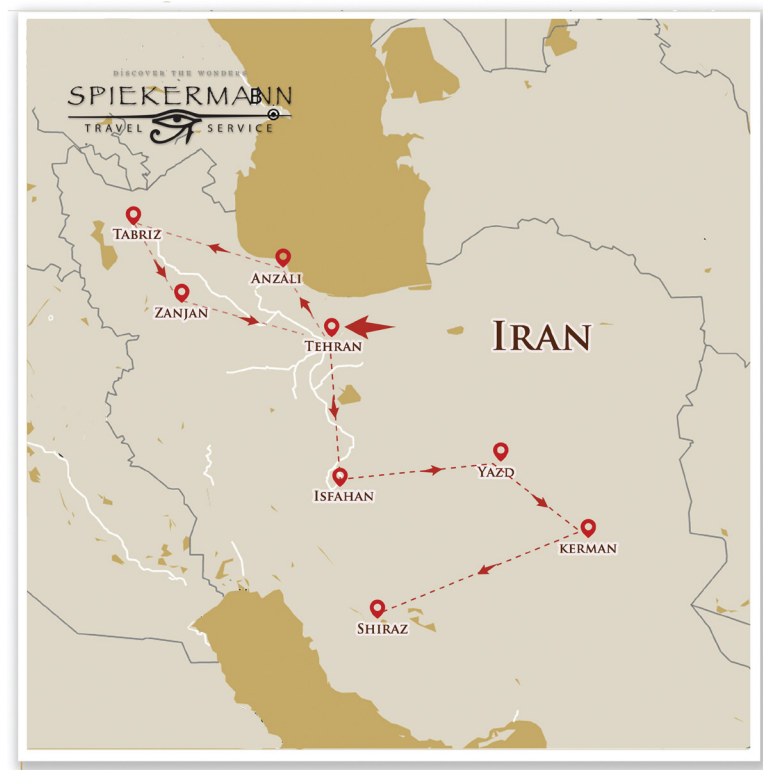 DISCOVER THE WONDERS
SPIEKERMANN
TRAVEL SERVICE
TABRIZ
ANZALI
ZANJAN
TEHRAN
IRAN
ISFAHAN
YAZD
KERMAN
SHIRAZ